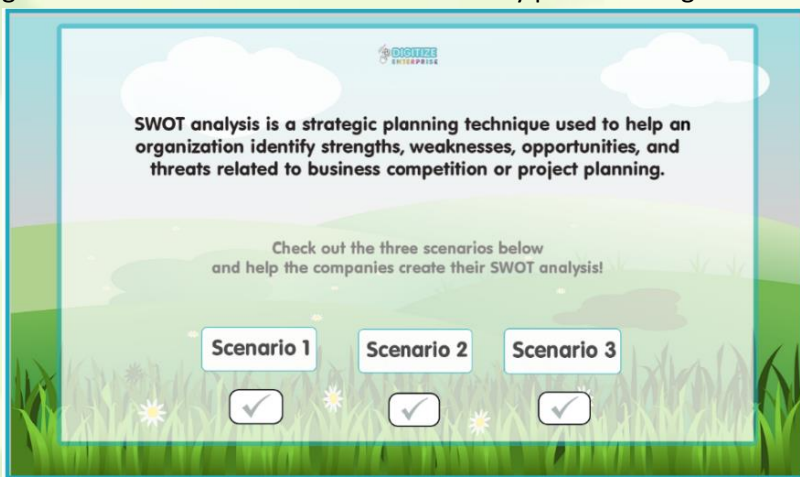 DIGITIZE
ENTERPRISE
SWOT analysis is a strategic planning technique used to help an
organization identify strengths, weaknesses, opportunities, and
threats related to business competition or project planning.
Check out the three scenarios below
and help the companies create their SWOT analysis!
Scenario 1
Scenario 2
Scenario 3